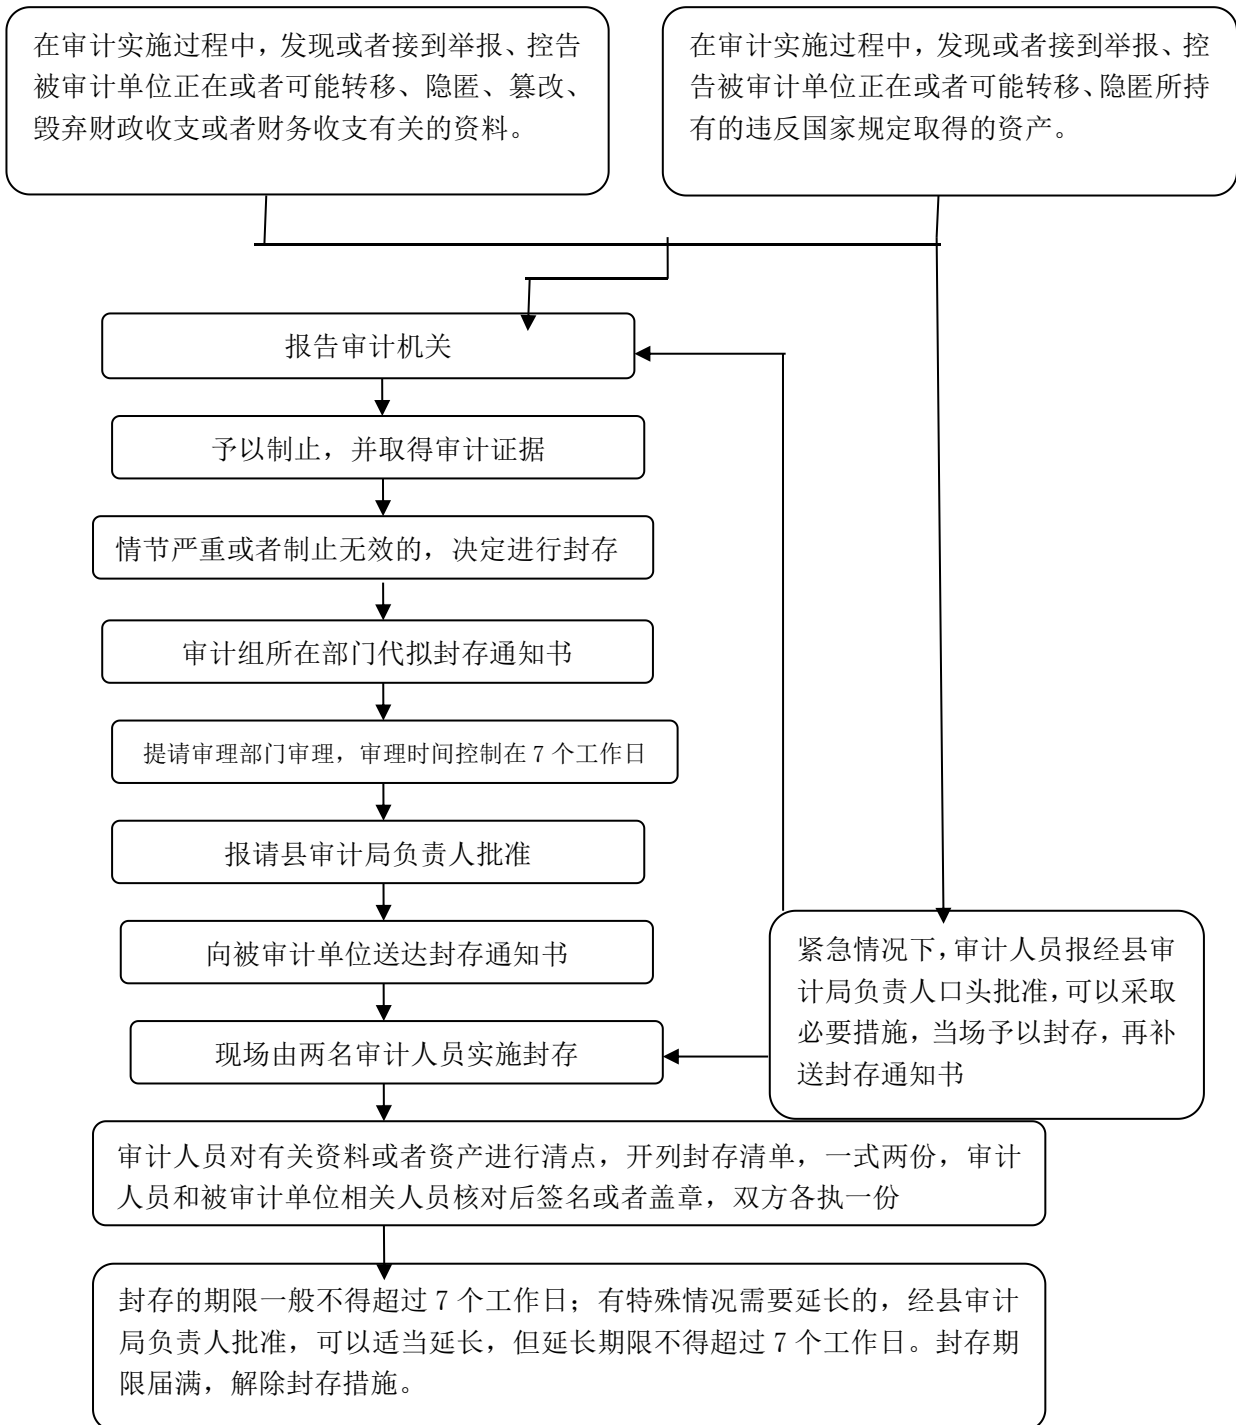 在审计实施过程中，发现或者接到举报、控告
被审计单位正在或者可能转移、隐匿、篡改、
毁弃财政收支或者财务收支有关的资料。
在审计实施过程中，发现或者接到举报、控
告被审计单位正在或者可能转移、隐匿所持
有的违反国家规定取得的资产。
报告审计机关
予以制止，并取得审计证据
情节严重或者制止无效的，决定进行封存
审计组所在部门代拟封存通知书
提请审理部门审理，审理时间控制在 7 个工作日
报请县审计局负责人批准
向被审计单位送达封存通知书
紧急情况下，审计人员报经县审
计局负责人口头批准，可以采取
必要措施，当场予以封存，再补
送封存通知书
现场由两名审计人员实施封存
审计人员对有关资料或者资产进行清点，开列封存清单，一式两份，审计
人员和被审计单位相关人员核对后签名或者盖章，双方各执一份
封存的期限一般不得超过 7 个工作日；有特殊情况需要延长的，经县审计
局负责人批准，可以适当延长，但延长期限不得超过 7 个工作日。封存期
限届满，解除封存措施。